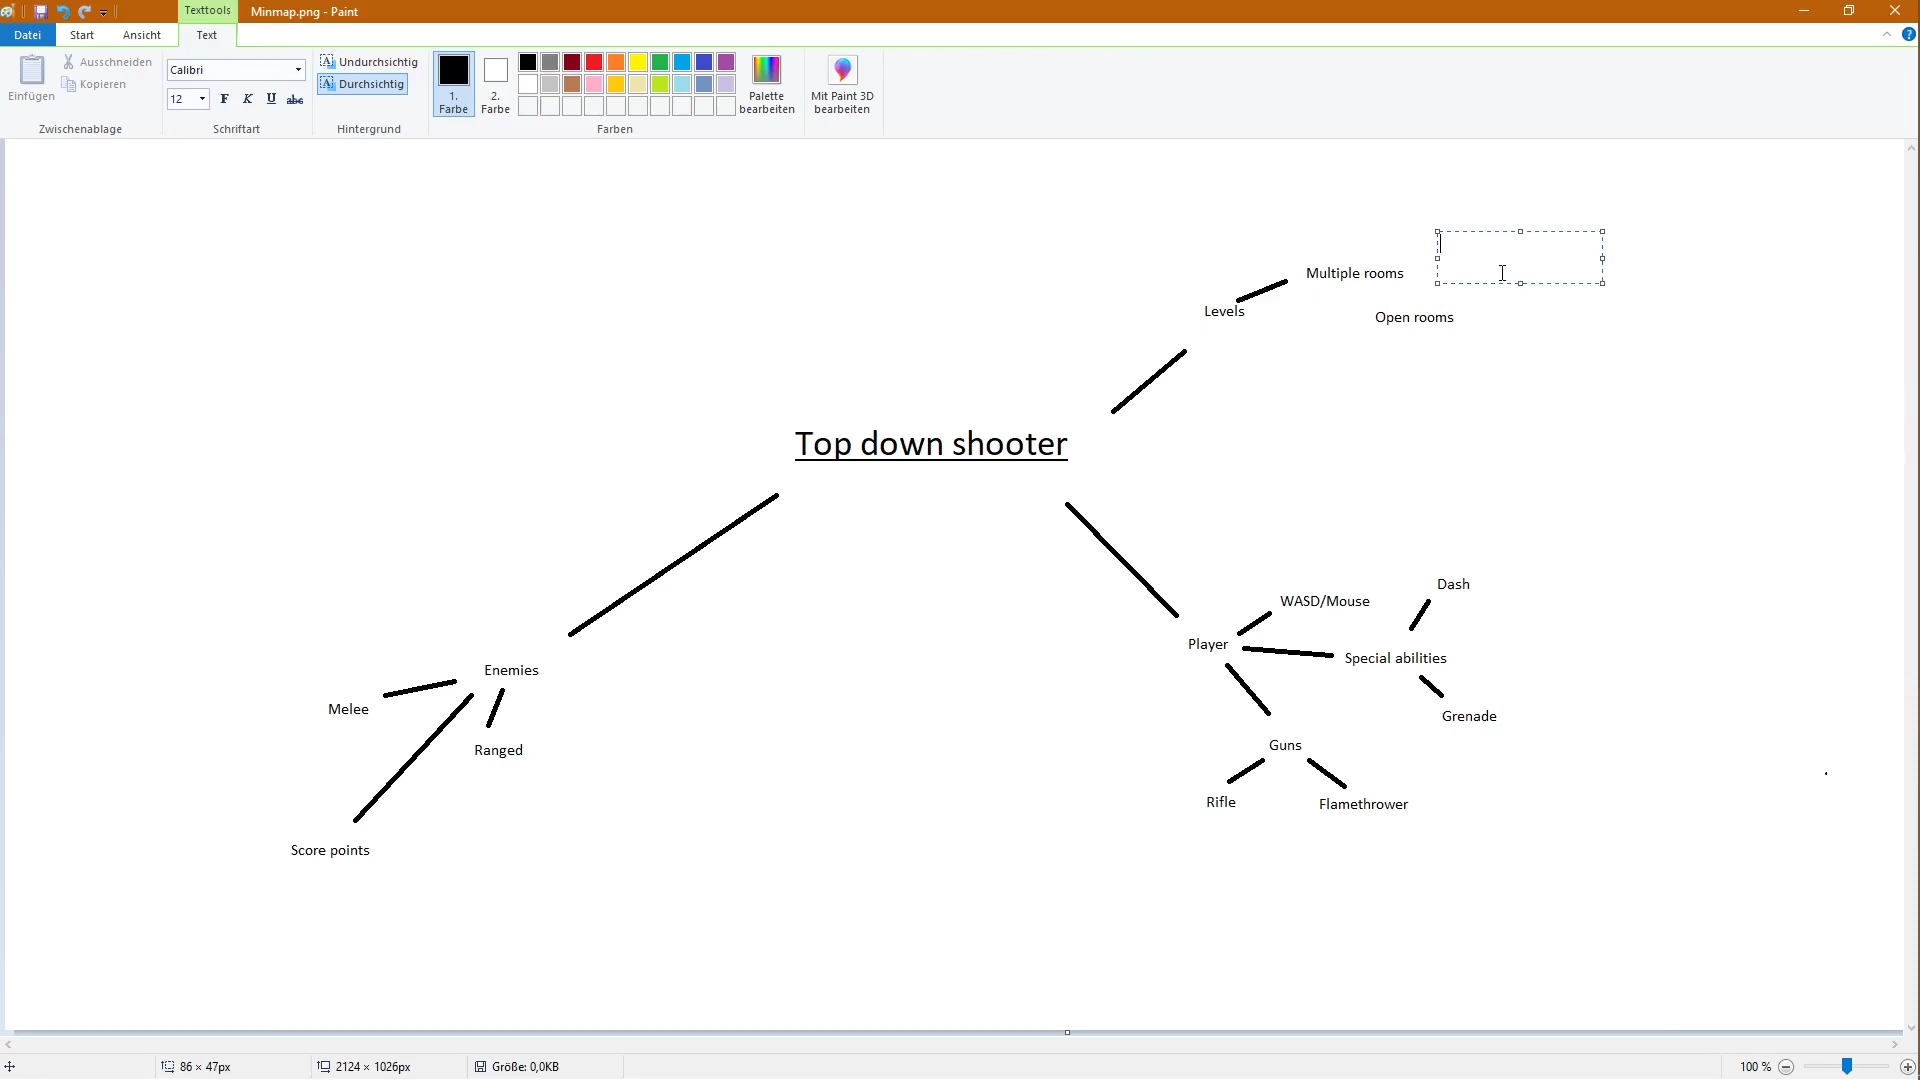 Texttools
Minmap.png - Paint
Datei
Start
Ansicht
Text
Einfügen
Ausschneiden
Kopieren
Zwischenablage
Calibri
12
F K U abc
Schriftart
Undurchsichtig
Durchsichtig
Hintergrund
1.
Farbe
2.
Farbe
Palette
bearbeiten
Farben
Mit Paint 3D
bearbeiten
Multiple rooms
Levels
Open rooms
Top down shooter
Dash
WASD/Mouse
Player
Special abilities
Enemies
Melee
Grenade
Ranged
Guns
Rifle
Flamethrower
Score points
86 × 47px
2124 × 1026px
Größe: 0,0KB
100 %